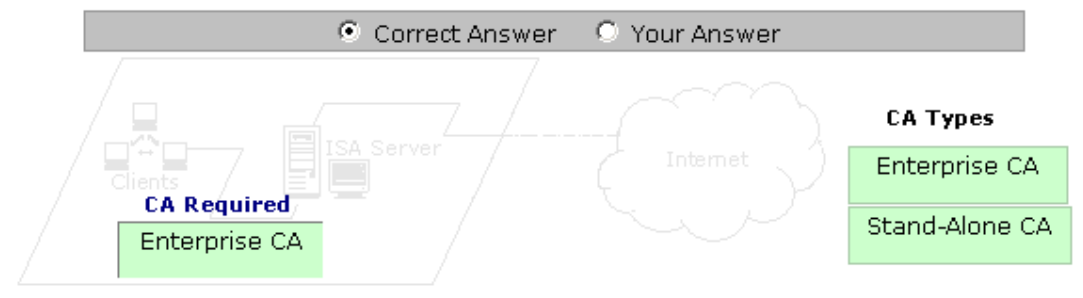 Correct Answer Your Answer
CA Types
ISA Server
Internet
Enterprise CA
Clients
CA Required
Stand-Alone CA
Enterprise CA